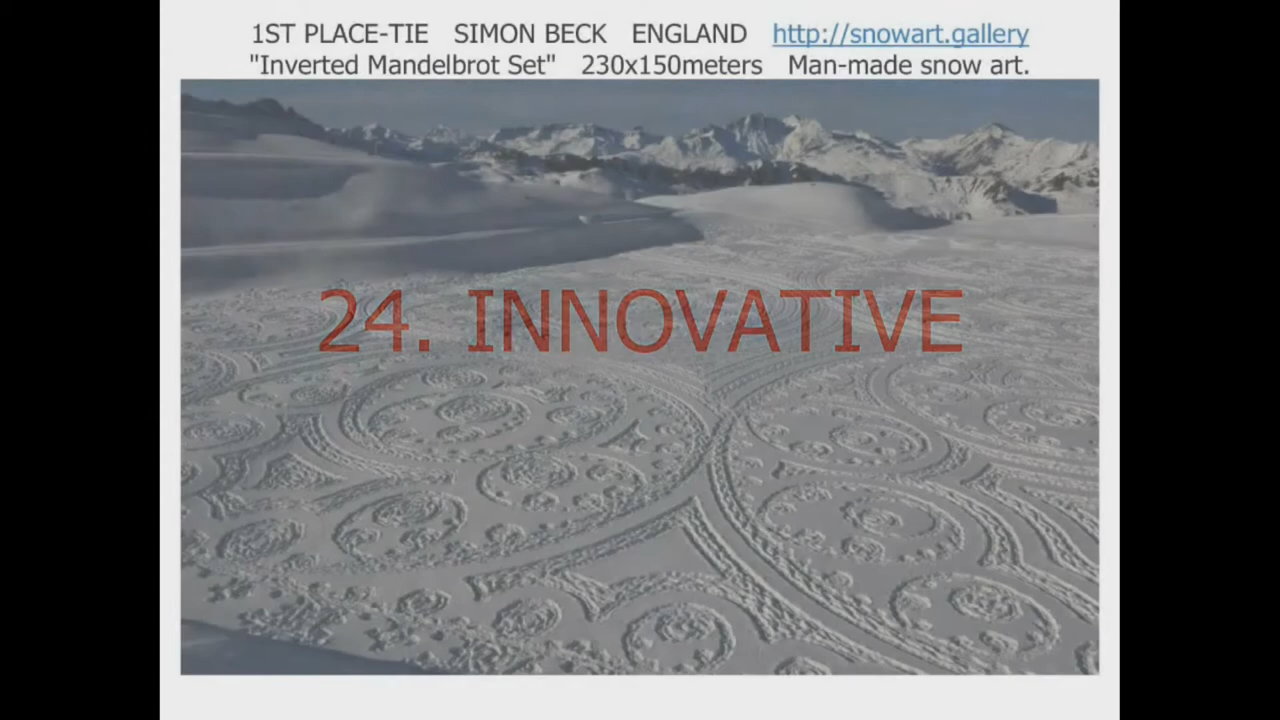 1ST PLACE-TIE SIMON BECK ENGLAND http://snowart.gallery
"Inverted Mandelbrot Set" 230x150meters Man-made snow art.
24. INNOVATIVE